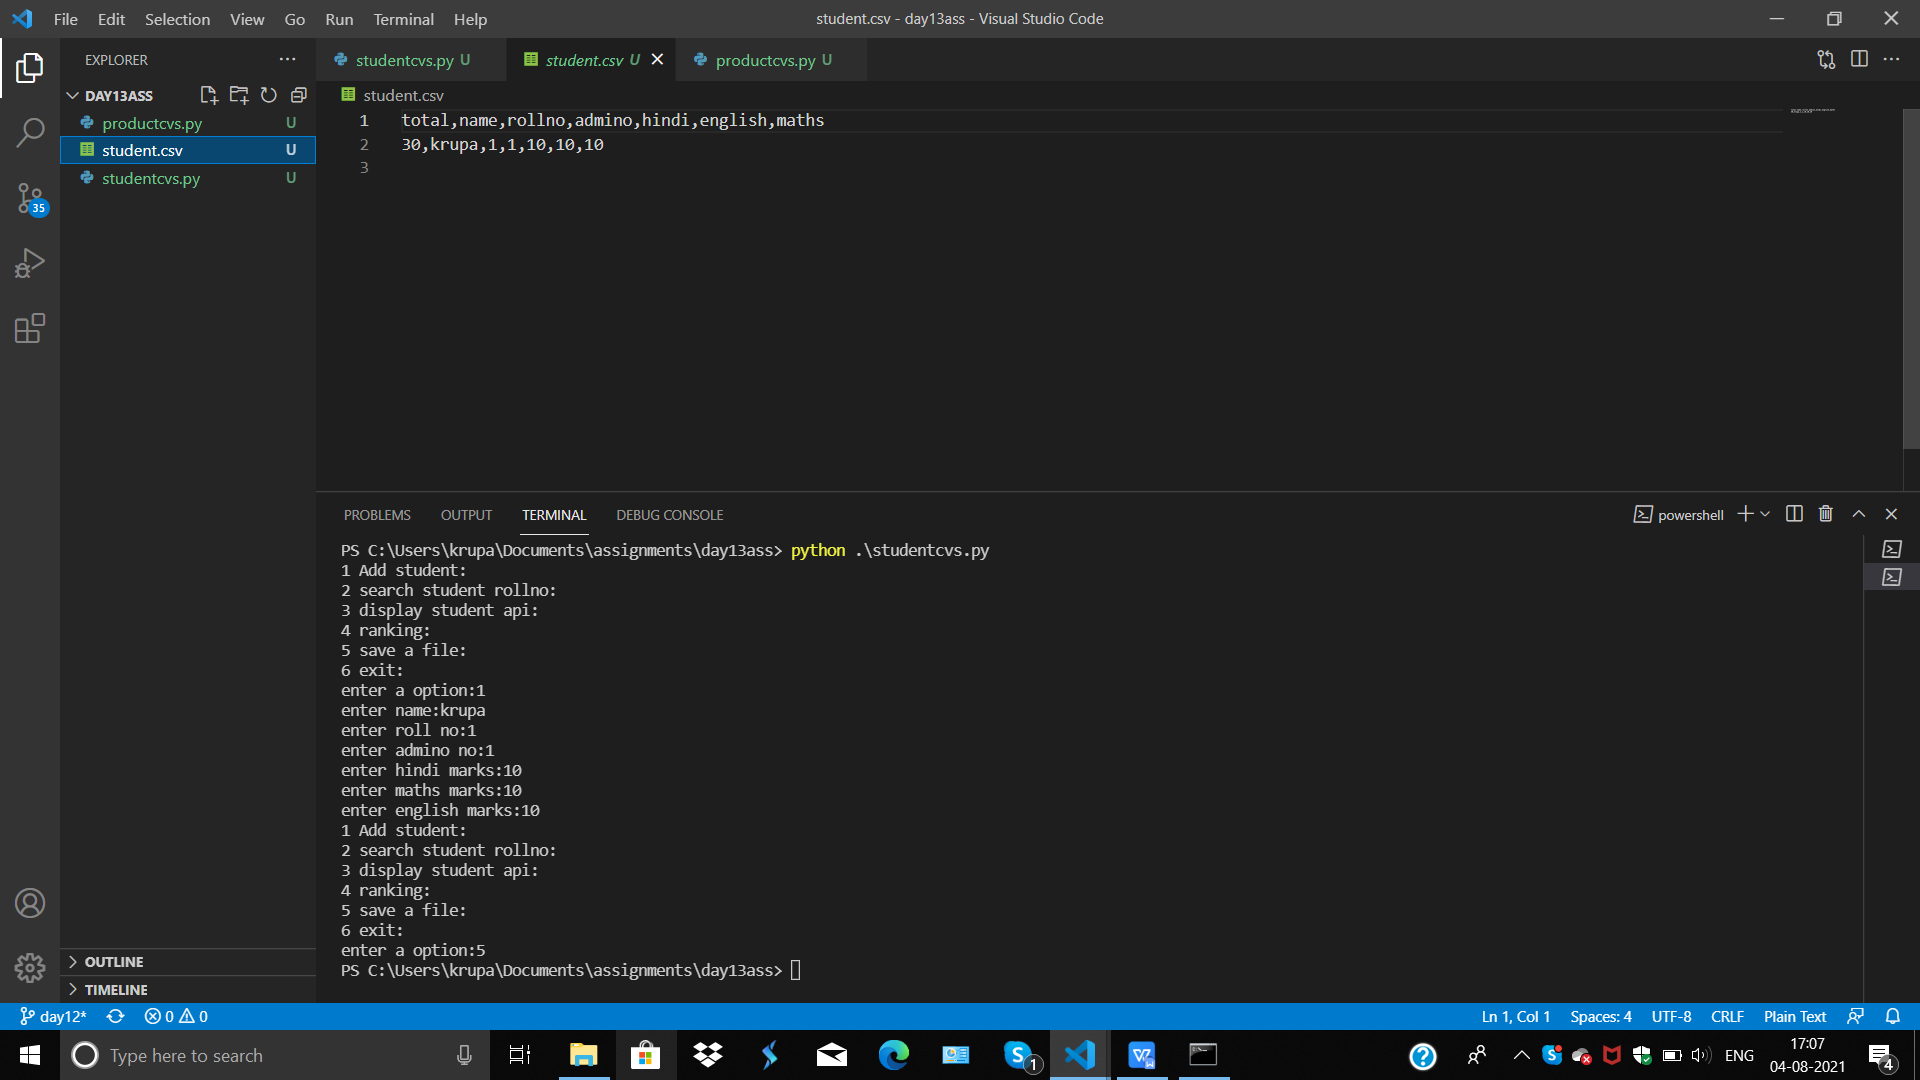 File Edit Selection View Go Run Terminal Help
student.csv - day13ass - Visual Studio Code
EXPLORER
studentcvs.py U
student.csv U
productcvs.py U
DAY13ASS
productcvs.py U
student.csv U
studentcvs.py U
35
student.csv
1 total,name,rollno,admino,hindi,english,maths
2 30,krupa,1,1,10,10,10
3
PROBLEMS OUTPUT TERMINAL DEBUG CONSOLE
powershell
PS C:\Users\krupa\Documents\assignments\day13ass> python .\studentcvs.py
1 Add student:
2 search student rollno:
3 display student api:
4 ranking:
5 save a file:
6 exit:
enter a option:1
enter name:krupa
enter roll no:1
enter admino no:1
enter hindi marks:10
enter maths marks:10
enter english marks:10
1 Add student:
2 search student rollno:
3 display student api:
4 ranking:
5 save a file:
6 exit:
enter a option:5
PS C:\Users\krupa\Documents\assignments\day13ass>
OUTLINE
TIMELINE
day12* 0 0
Ln 1, Col 1 Spaces: 4 UTF-8 CRLF Plain Text
Type here to search
1
ENG
17:07
04-08-2021
4